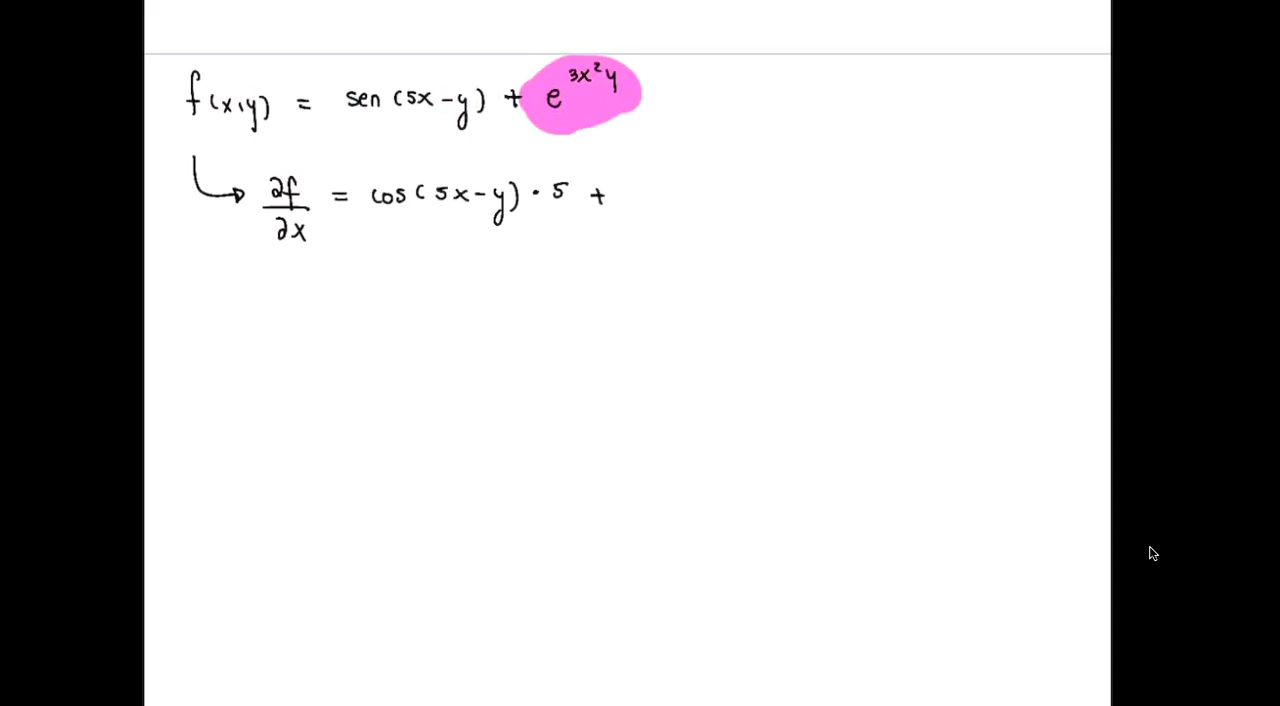 f(x,y) = sen (5x - y) + e^{3x²y}
∂f/∂x = cos(5x - y) · 5 +